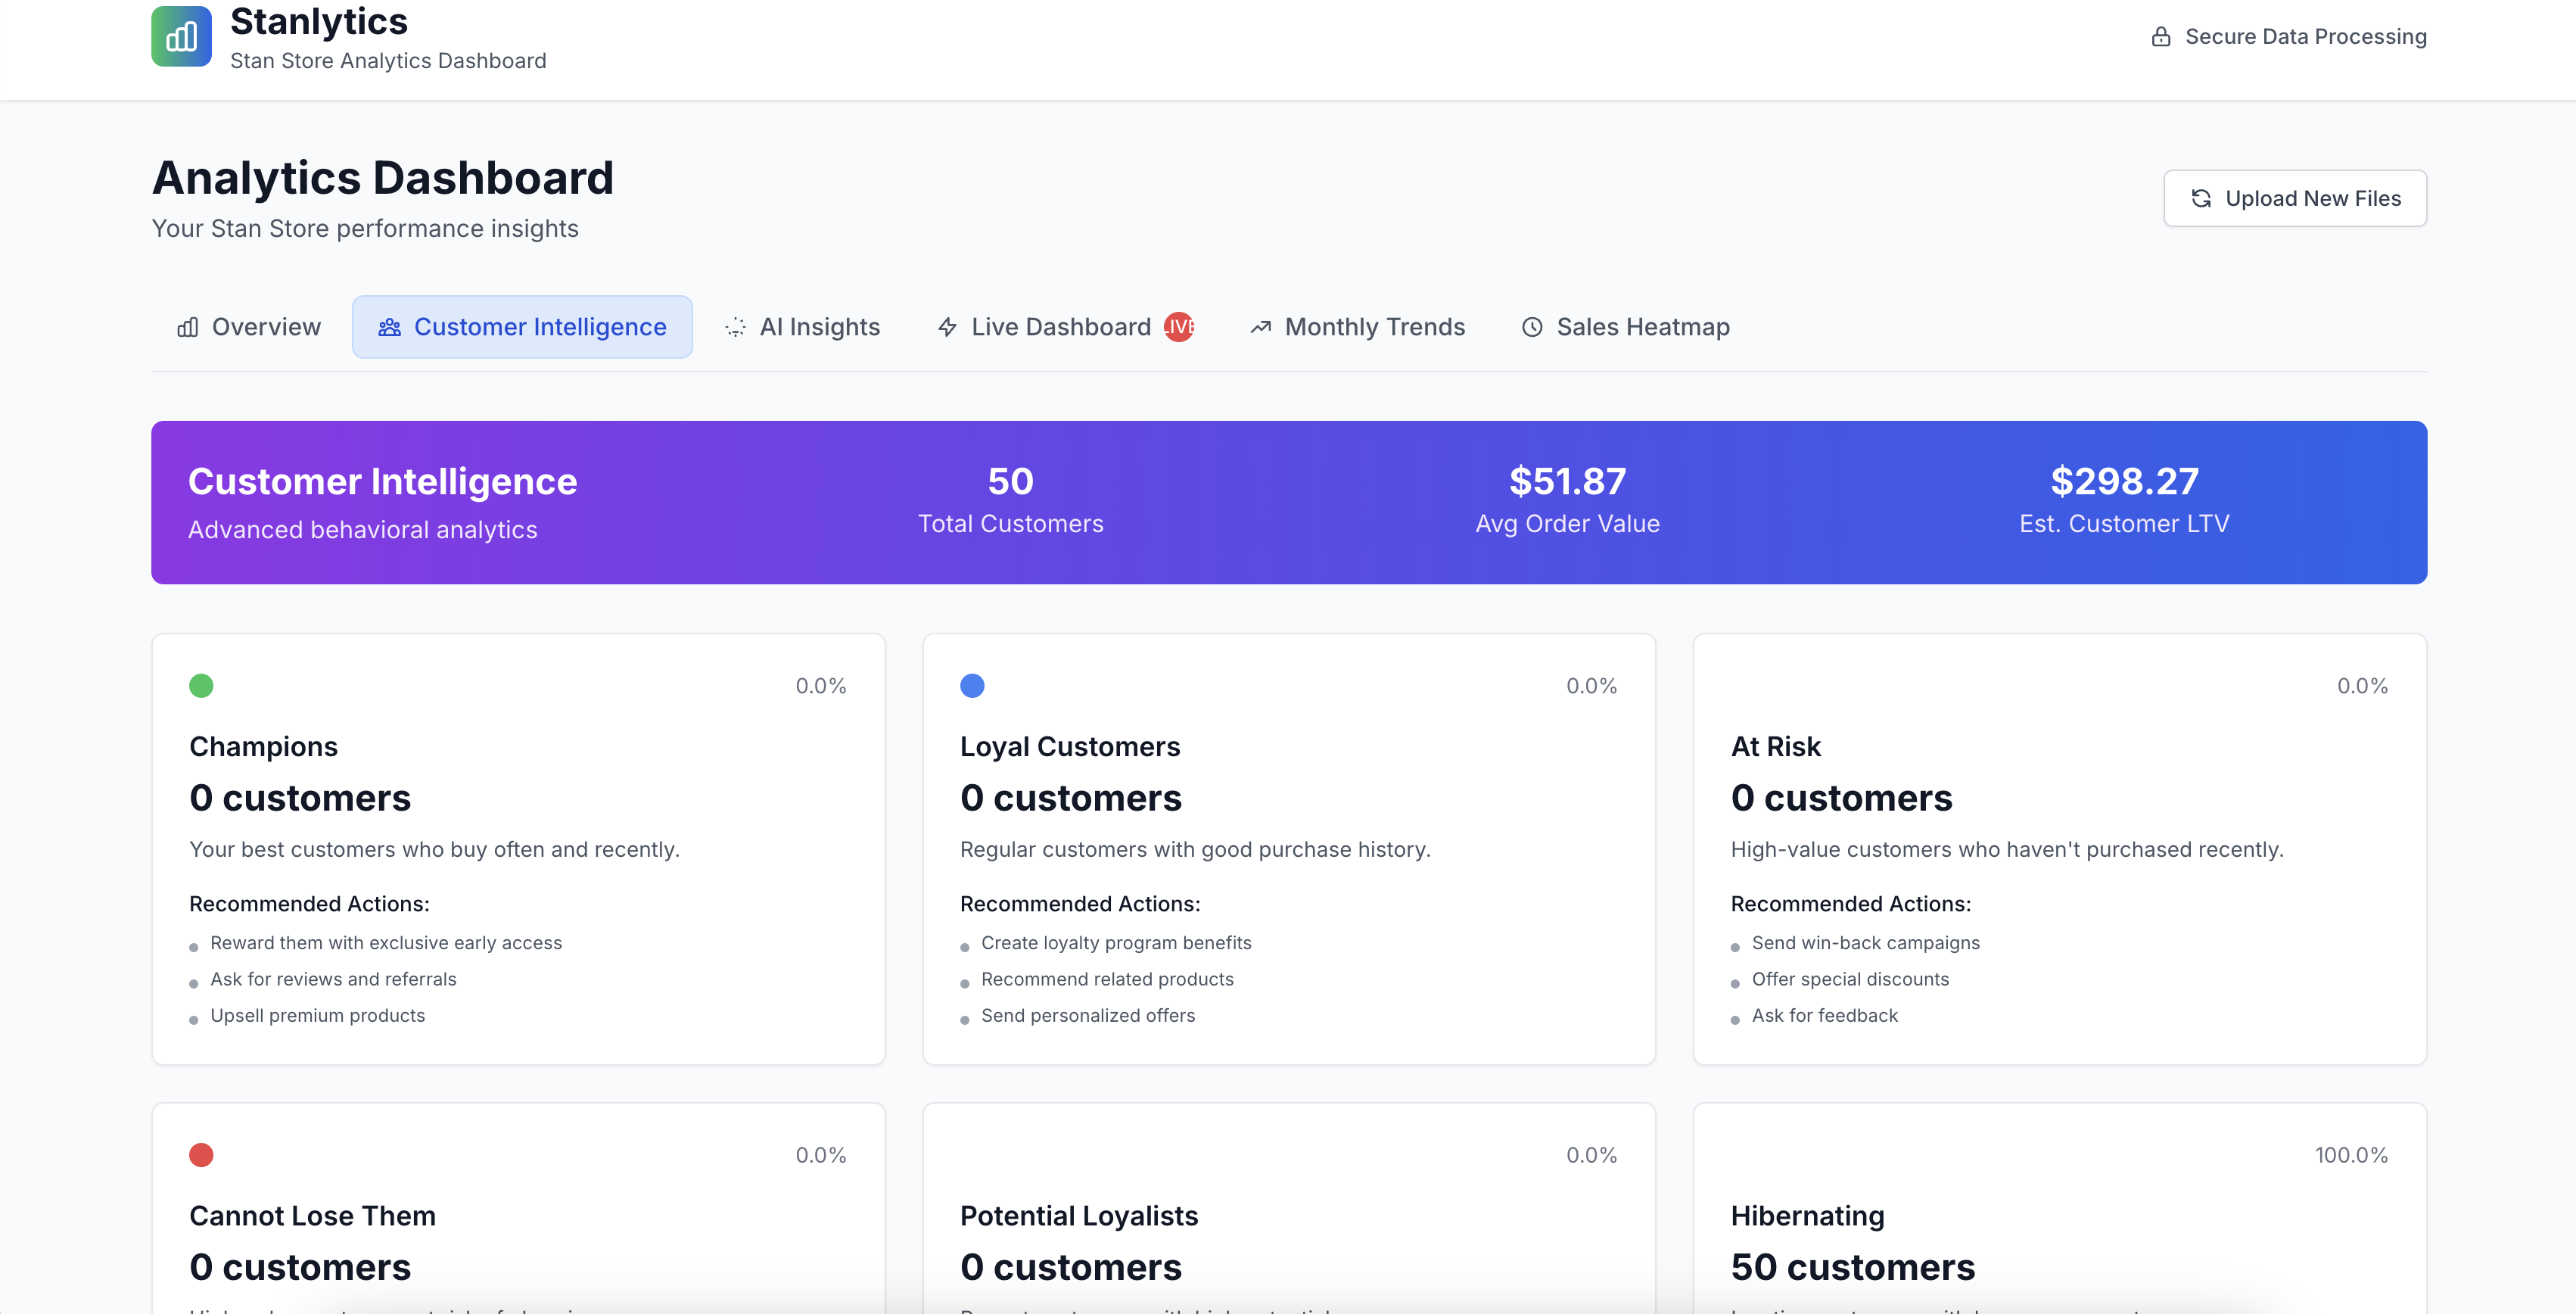 Stanlytics
Stan Store Analytics Dashboard
Secure Data Processing
Analytics Dashboard
Your Stan Store performance insights
Upload New Files
Overview
Customer Intelligence
AI Insights
Live Dashboard
LIVE
Monthly Trends
Sales Heatmap
Customer Intelligence
Advanced behavioral analytics
50
Total Customers
$51.87
Avg Order Value
$298.27
Est. Customer LTV
0.0%
Champions
0 customers
Your best customers who buy often and recently.
Recommended Actions:
Reward them with exclusive early access
Ask for reviews and referrals
Upsell premium products
0.0%
Loyal Customers
0 customers
Regular customers with good purchase history.
Recommended Actions:
Create loyalty program benefits
Recommend related products
Send personalized offers
0.0%
At Risk
0 customers
High-value customers who haven't purchased recently.
Recommended Actions:
Send win-back campaigns
Offer special discounts
Ask for feedback
0.0%
Cannot Lose Them
0 customers
0.0%
Potential Loyalists
0 customers
100.0%
Hibernating
50 customers